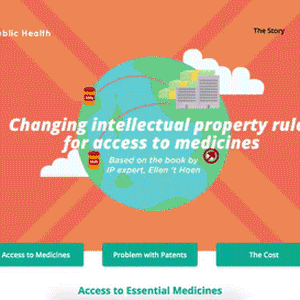 ublic Health
The Story
Changing intellectual property rul
for access to medicines
Based on the book by
IP expert, Ellen 't Hoen
Access to Medicines
Problem with Patents
The Cost
Access to Essential Medicines